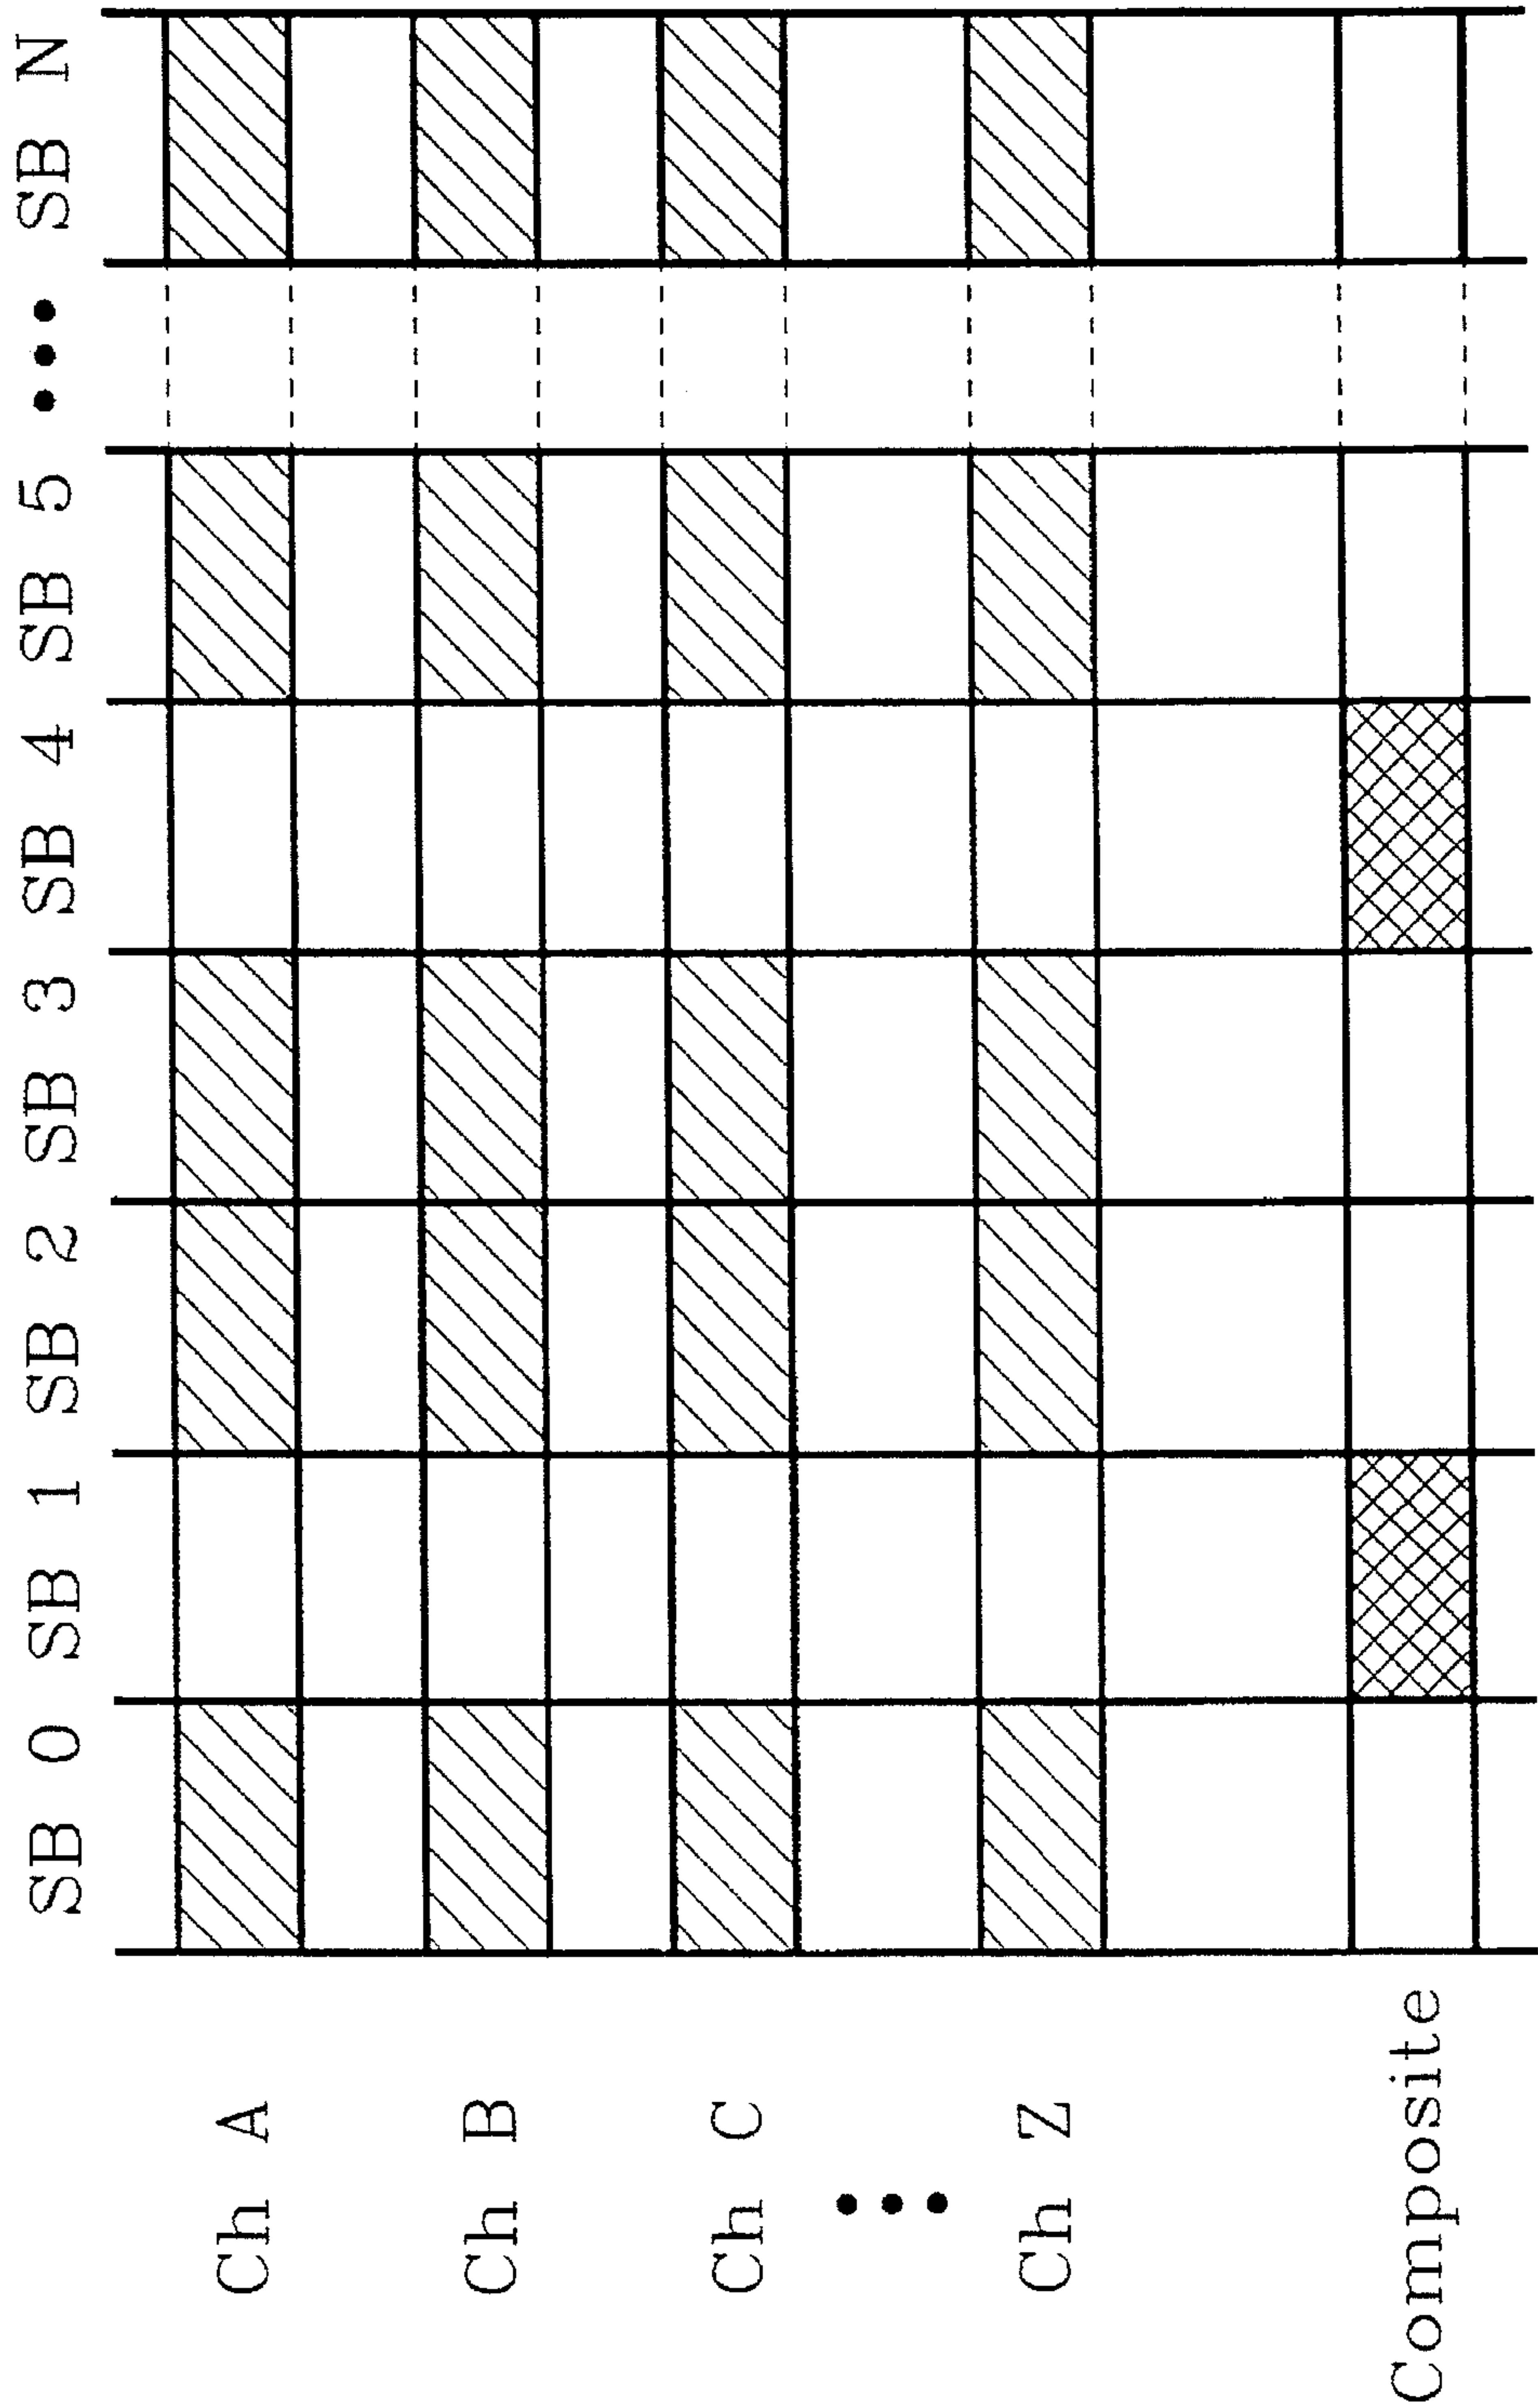 SB 0 SB 1 SB 2 SB 3 SB 4 SB 5 ••• SB N
Ch A
Ch B
Ch C
•••
Ch Z
Composite